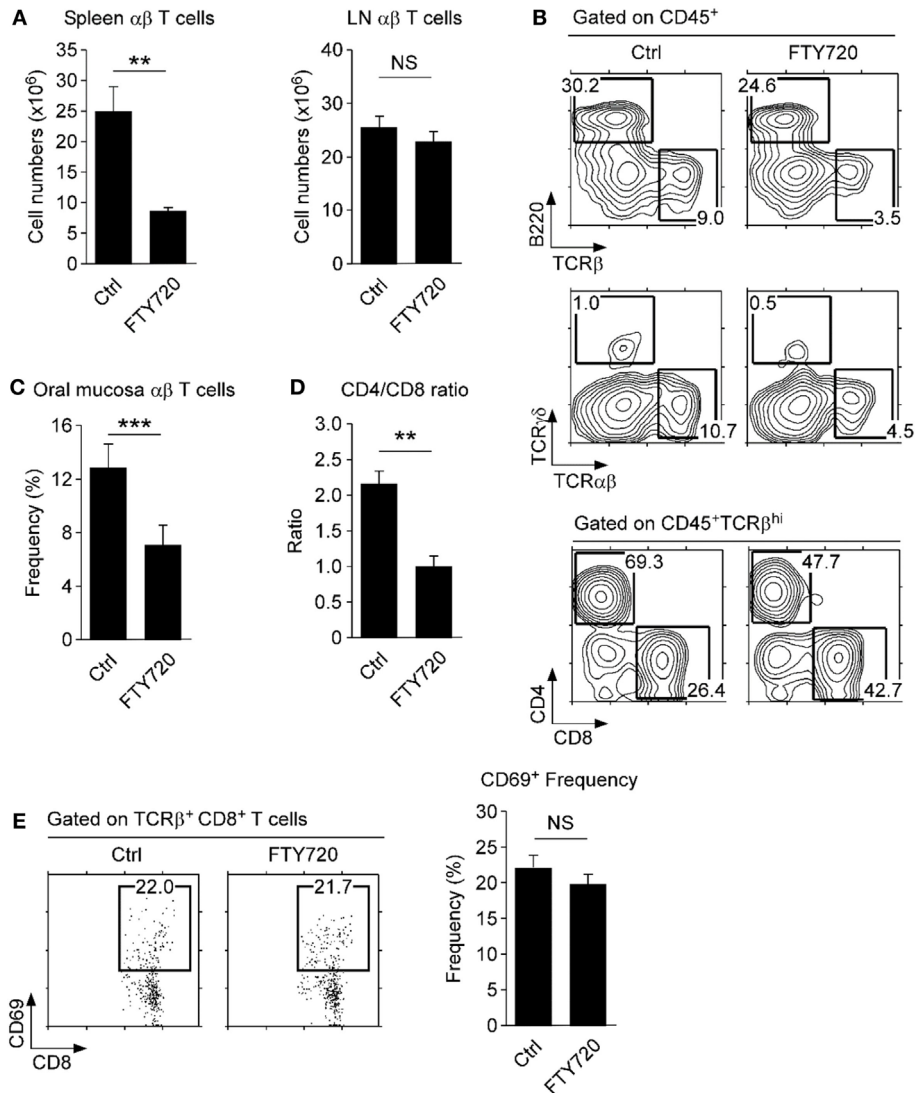 A
Spleen αβ T cells
Cell numbers (x10⁶)
35
30
25
20
15
10
5
0
**
Ctrl
FTY720
LN αβ T cells
Cell numbers (x10⁶)
40
30
20
10
0
NS
Ctrl
FTY720
B
Gated on CD45⁺
Ctrl
FTY720
30.2
9.0
24.6
3.5
B220
TCRβ
1.0
10.7
0.5
4.5
TCRγδ
TCRαβ
Gated on CD45⁺TCRβʰⁱ
69.3
26.4
47.7
42.7
CD4
CD8
C
Oral mucosa αβ T cells
Frequency (%)
16
12
8
4
0
***
Ctrl
FTY720
D
CD4/CD8 ratio
Ratio
3.0
2.5
2.0
1.5
1.0
0.5
0
**
Ctrl
FTY720
E
Gated on TCRβ⁺ CD8⁺ T cells
Ctrl
FTY720
22.0
21.7
CD69
CD8
CD69⁺ Frequency
Frequency (%)
30
25
20
15
20
5
0
NS
Ctrl
FTY720